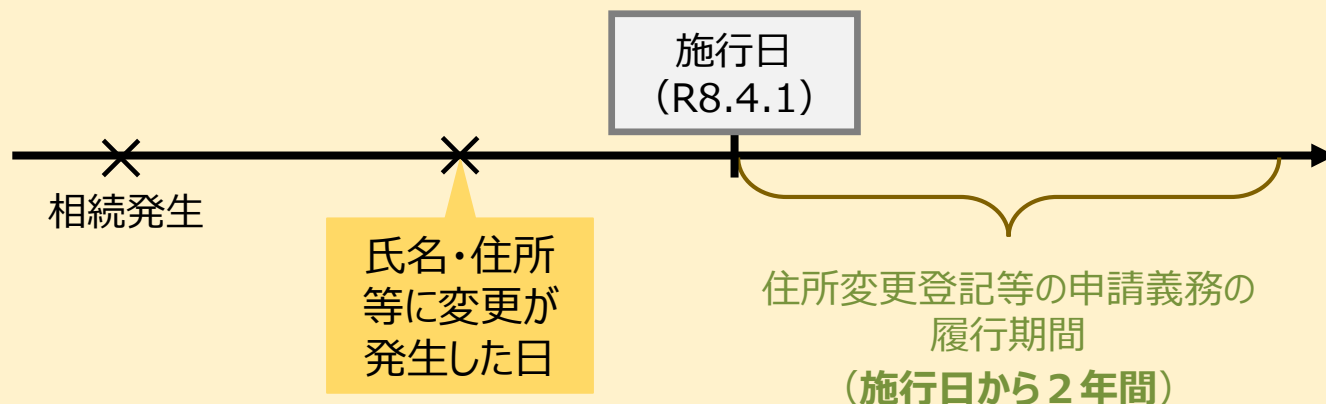 施行日
（R8.4.1）
相続発生
氏名・住所
等に変更が
発生した日
住所変更登記等の申請義務の
履行期間
（施行日から２年間）